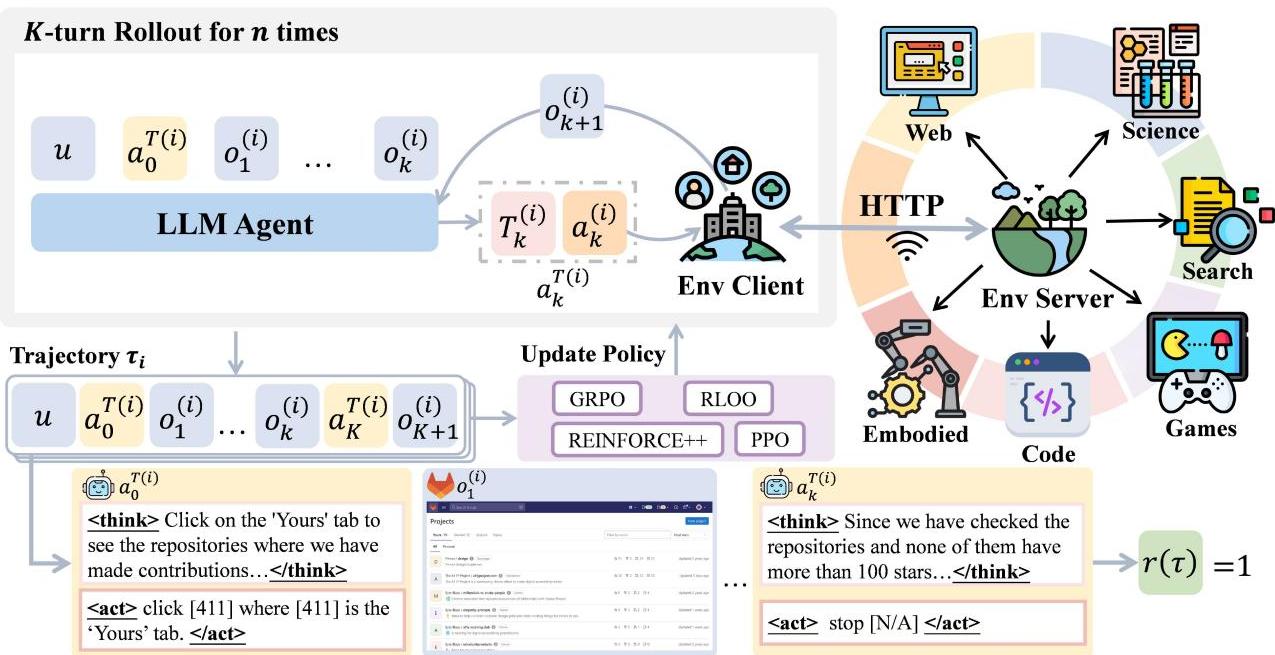 K-turn Rollout for n times
u a_0^{T(i)} o_1^{(i)} ... o_k^{(i)}
o_{k+1}^{(i)}
LLM Agent
T_k^{(i)} a_k^{(i)}
a_k^{T(i)}
Env Client
HTTP
Web
Science
Search
Env Server
Embodied
Code
Games
Trajectory τ_i
u a_0^{T(i)} o_1^{(i)} ... o_k^{(i)} a_K^{T(i)} o_{K+1}^{(i)}
Update Policy
GRPO RLOO
REINFORCE++ PPO
a_0^{T(i)}
<think> Click on the 'Yours' tab to
see the repositories where we have
made contributions…</think>
<act> click [411] where [411] is the
‘Yours’ tab. </act>
o_1^{(i)}
Projects
...
a_k^{T(i)}
<think> Since we have checked the
repositories and none of them have
more than 100 stars…</think>
<act> stop [N/A] </act>
r(τ) =1